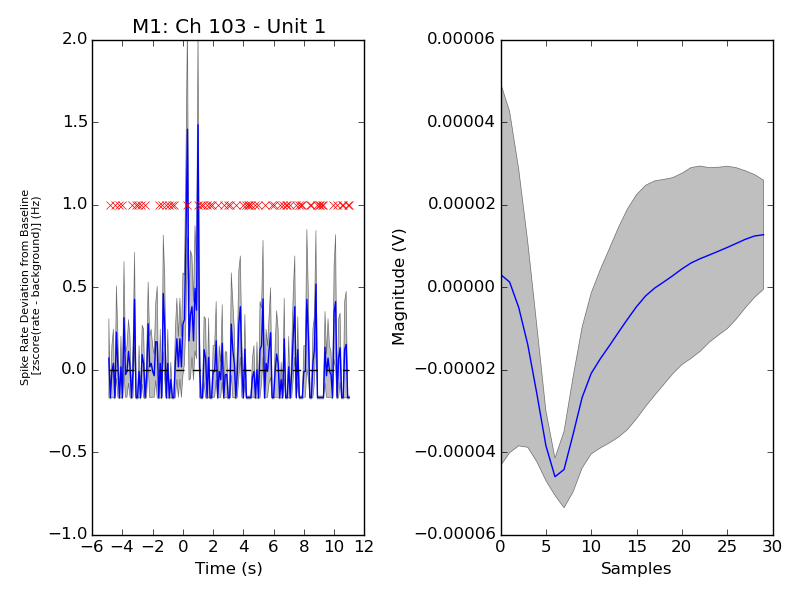 M1: Ch 103 - Unit 1
Spike Rate Deviation from Baseline
[zscore(rate - background)] (Hz)
2.0
1.5
1.0
0.5
0.0
−0.5
−1.0
−6 −4 −2 0 2 4 6 8 10 12
Time (s)
Magnitude (V)
0.00006
0.00004
0.00002
0.00000
−0.00002
−0.00004
−0.00006
0 5 10 15 20 25 30
Samples